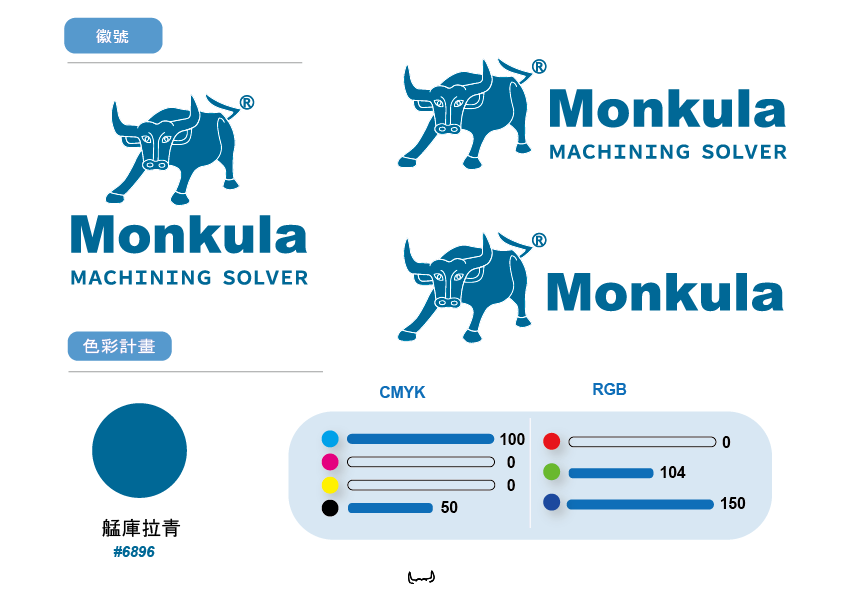 徽號
®
Monkula
MACHINING SOLVER
®
Monkula
MACHINING SOLVER
®
Monkula
色彩計畫
艋庫拉青
#6896
CMYK
100
0
0
50
RGB
0
104
150